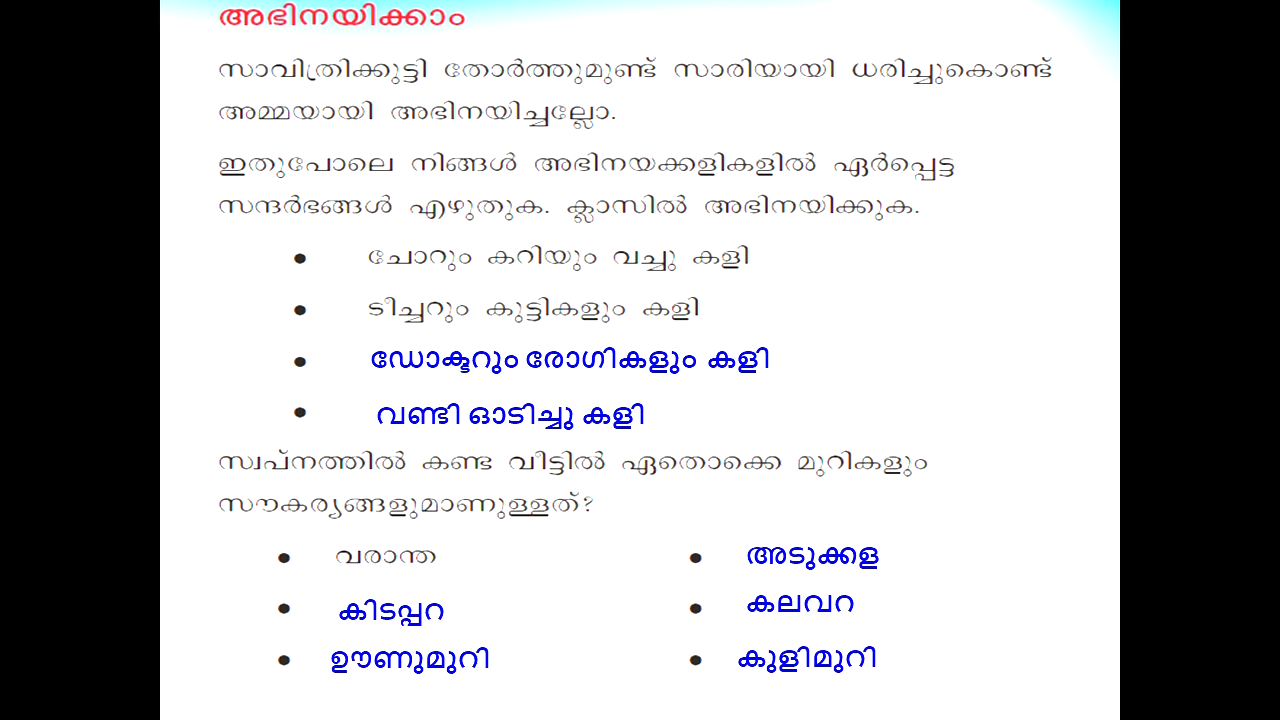 അഭിനയിക്കാം
സാവിത്രിക്കുട്ടി തോർത്തുമുണ്ട് സാരിയായി ധരിച്ചുകൊണ്ട്
അമ്മയായി അഭിനയിച്ചല്ലോ.
ഇതുപോലെ നിങ്ങൾ അഭിനയക്കളികളിൽ ഏർപ്പെട്ട
സന്ദർഭങ്ങൾ എഴുതുക. ക്ലാസിൽ അഭിനയിക്കുക.
● ചോറും കറിയും വച്ചു കളി
● ടീച്ചറും കുട്ടികളും കളി
● ഡോക്ടറും രോഗികളും കളി
● വണ്ടി ഓടിച്ചു കളി
സ്വപ്നത്തിൽ കണ്ട വീട്ടിൽ ഏതൊക്കെ മുറികളും
സൗകര്യങ്ങളുമാണുള്ളത്?
● വരാന്ത ● അടുക്കള
● കിടപ്പറ ● കലവറ
● ഊണുമുറി ● കുളിമുറി